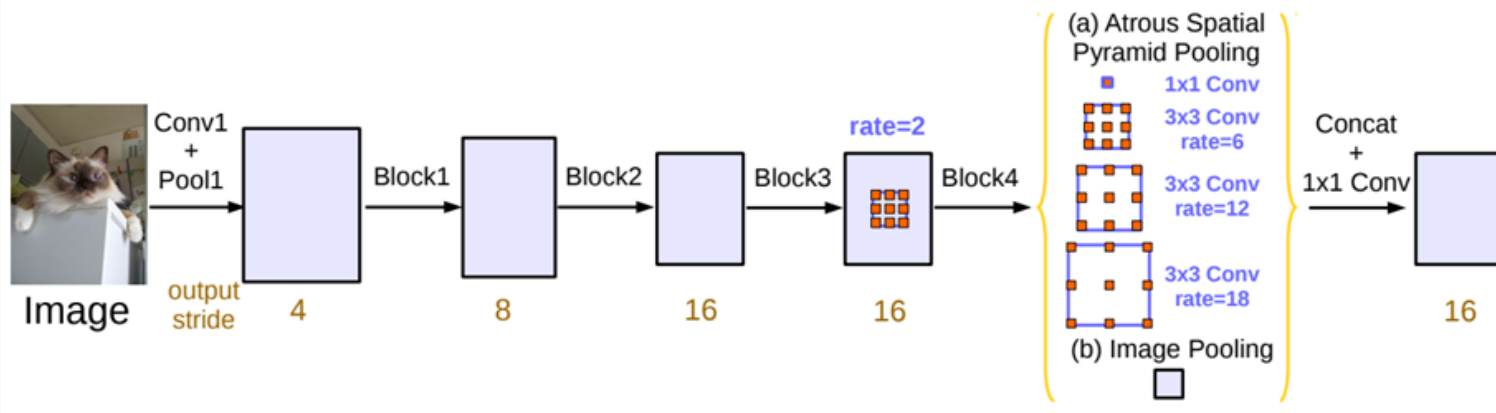 (a) Atrous Spatial
Pyramid Pooling
1x1 Conv
3x3 Conv
rate=6
3x3 Conv
rate=12
3x3 Conv
rate=18
(b) Image Pooling
Conv1
+
Pool1
Block1
Block2
Block3
rate=2
Block4
Concat
+
1x1 Conv
Image
output
stride
4
8
16
16
16